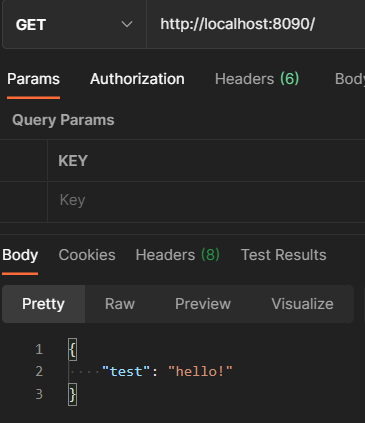 GET http://localhost:8090/
Params Authorization Headers (6) Body
Query Params
KEY
Key
Body Cookies Headers (8) Test Results
Pretty Raw Preview Visualize
1 {
2 "test": "hello!"
3 }